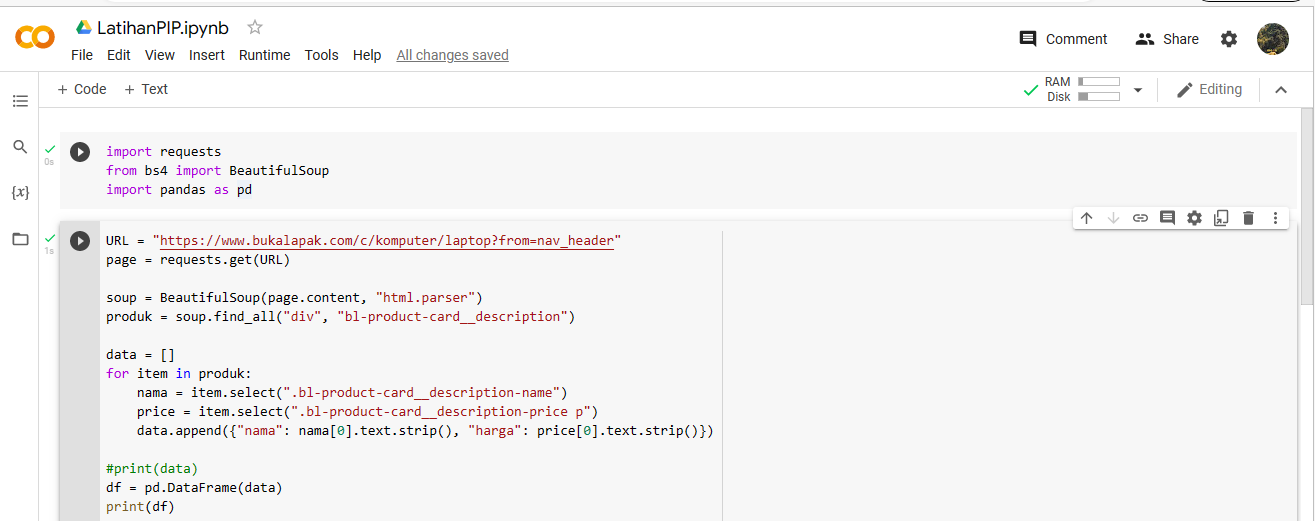 LatihanPIP.ipynb
File Edit View Insert Runtime Tools Help All changes saved
Comment Share
+ Code + Text
RAM
Disk
Editing
{x}
0s
import requests
from bs4 import BeautifulSoup
import pandas as pd
1s
URL = "https://www.bukalapak.com/c/komputer/laptop?from=nav_header"
page = requests.get(URL)
soup = BeautifulSoup(page.content, "html.parser")
produk = soup.find_all("div", "bl-product-card__description")
data = []
for item in produk:
    nama = item.select(".bl-product-card__description-name")
    price = item.select(".bl-product-card__description-price p")
    data.append({"nama": nama[0].text.strip(), "harga": price[0].text.strip()})
#print(data)
df = pd.DataFrame(data)
print(df)